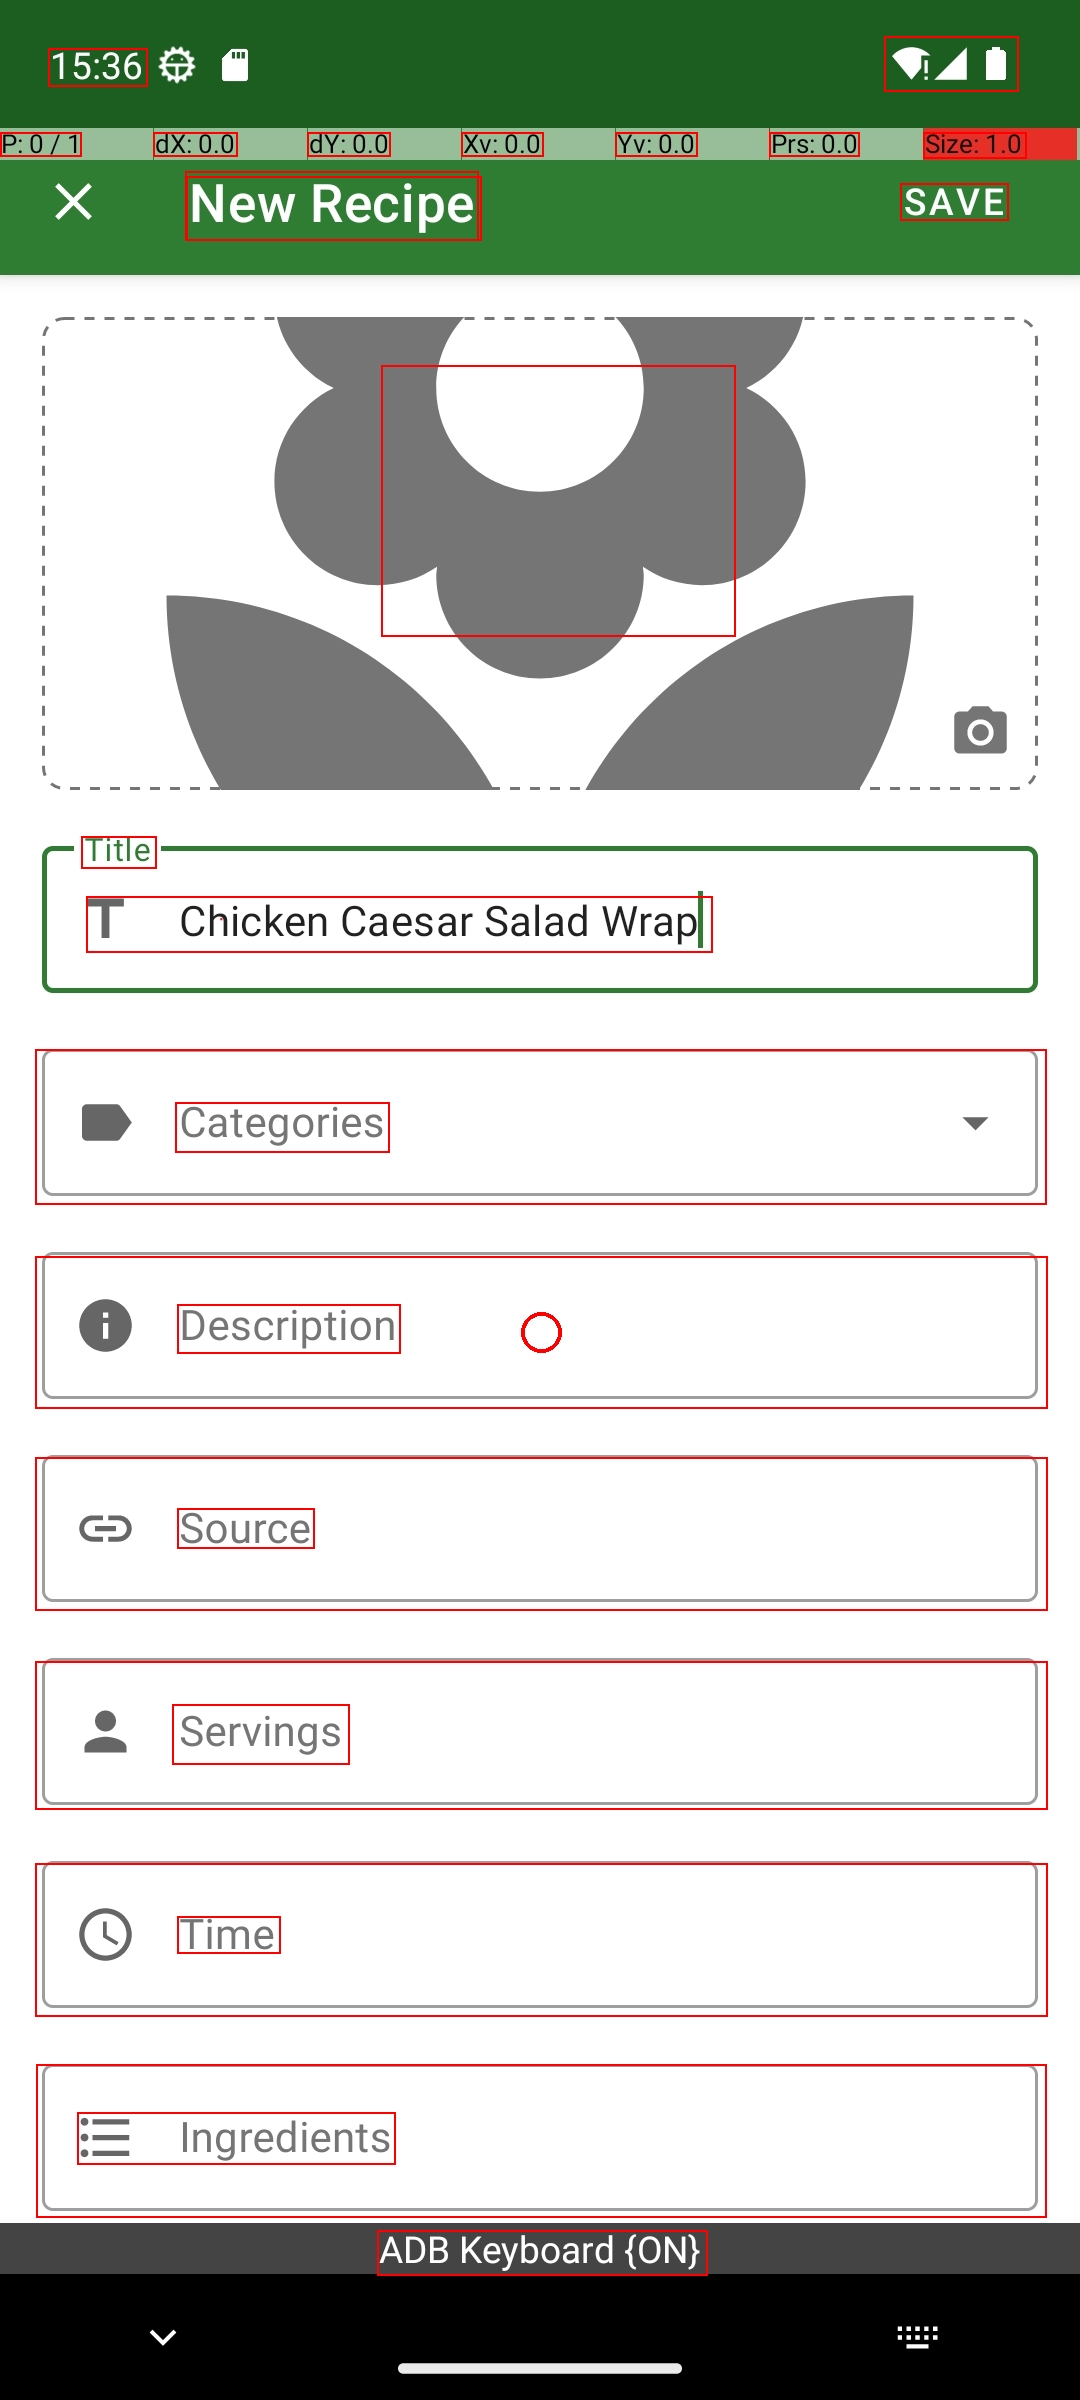 15:36
P: 0 / 1 dX: 0.0 dY: 0.0 Xv: 0.0 Yv: 0.0 Prs: 0.0 Size: 1.0
New Recipe SAVE
Title
Chicken Caesar Salad Wrap
Categories
Description
Source
Servings
Time
Ingredients
ADB Keyboard {ON}